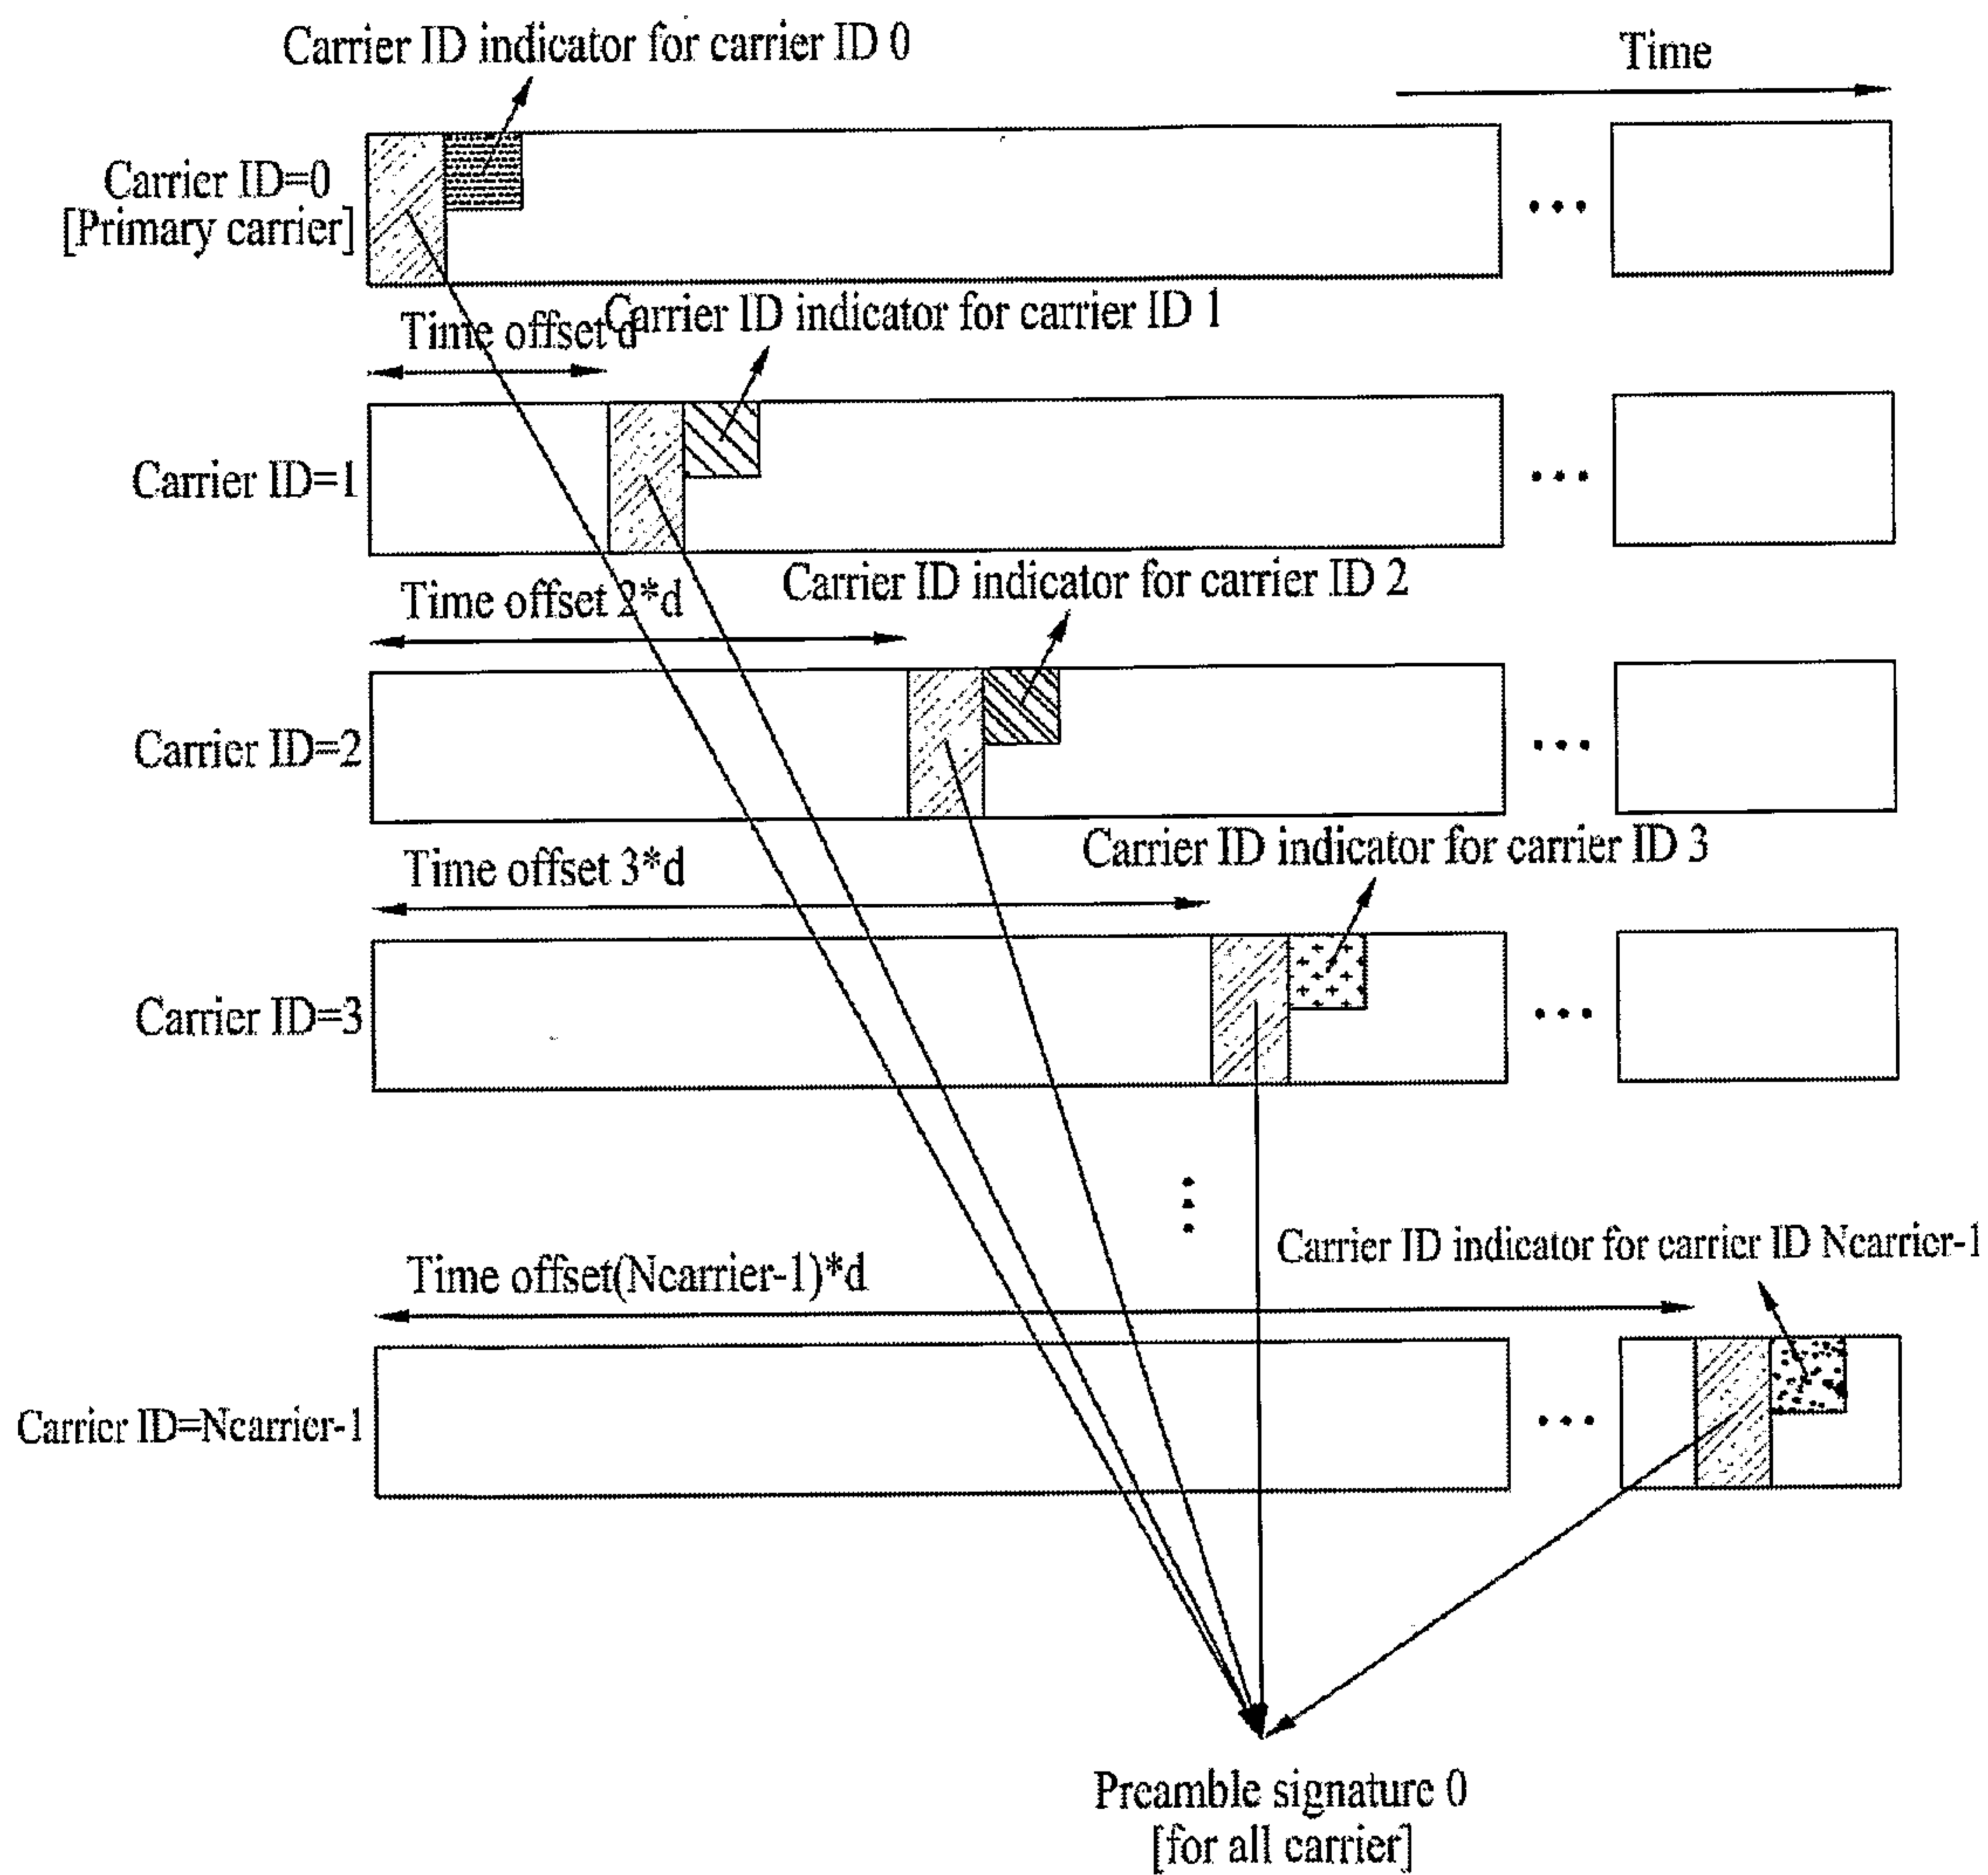 Carrier ID indicator for carrier ID 0
Time
Carrier ID=0
[Primary carrier]
Time offset d
Carrier ID indicator for carrier ID 1
Carrier ID=1
Time offset 2*d
Carrier ID indicator for carrier ID 2
Carrier ID=2
Time offset 3*d
Carrier ID indicator for carrier ID 3
Carrier ID=3
Time offset(Ncarrier-1)*d
Carrier ID indicator for carrier ID Ncarrier-1
Carrier ID=Ncarrier-1
Preamble signature 0
[for all carrier]